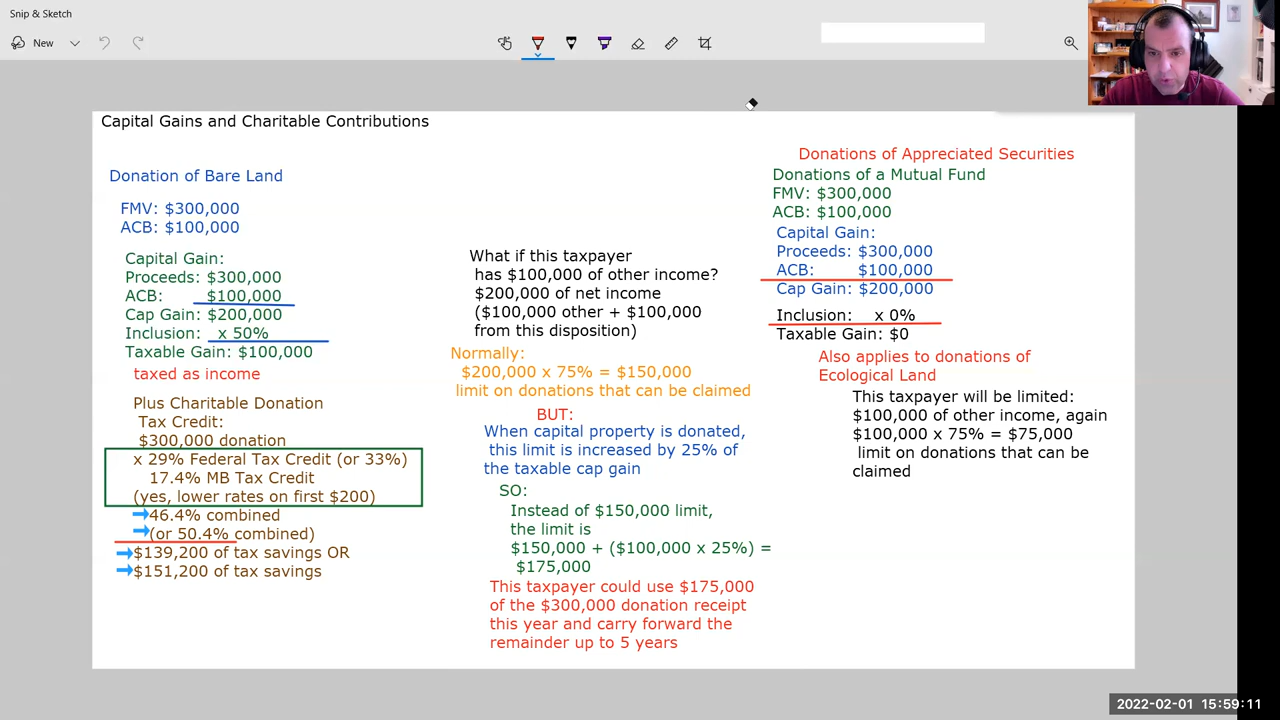 Snip & Sketch
New
Capital Gains and Charitable Contributions
Donation of Bare Land
FMV: $300,000
ACB: $100,000
Capital Gain:
Proceeds: $300,000
ACB: $100,000
Cap Gain: $200,000
Inclusion: x 50%
Taxable Gain: $100,000
taxed as income
Plus Charitable Donation
Tax Credit:
$300,000 donation
x 29% Federal Tax Credit (or 33%)
17.4% MB Tax Credit
(yes, lower rates on first $200)
46.4% combined
(or 50.4% combined)
$139,200 of tax savings OR
$151,200 of tax savings
What if this taxpayer
has $100,000 of other income?
$200,000 of net income
($100,000 other + $100,000
from this disposition)
Normally:
$200,000 x 75% = $150,000
limit on donations that can be claimed
BUT:
When capital property is donated,
this limit is increased by 25% of
the taxable cap gain
SO:
Instead of $150,000 limit,
the limit is
$150,000 + ($100,000 x 25%) =
$175,000
This taxpayer could use $175,000
of the $300,000 donation receipt
this year and carry forward the
remainder up to 5 years
Donations of Appreciated Securities
Donations of a Mutual Fund
FMV: $300,000
ACB: $100,000
Capital Gain:
Proceeds: $300,000
ACB: $100,000
Cap Gain: $200,000
Inclusion: x 0%
Taxable Gain: $0
Also applies to donations of
Ecological Land
This taxpayer will be limited:
$100,000 of other income, again
$100,000 x 75% = $75,000
limit on donations that can be
claimed
2022-02-01 15:59:11